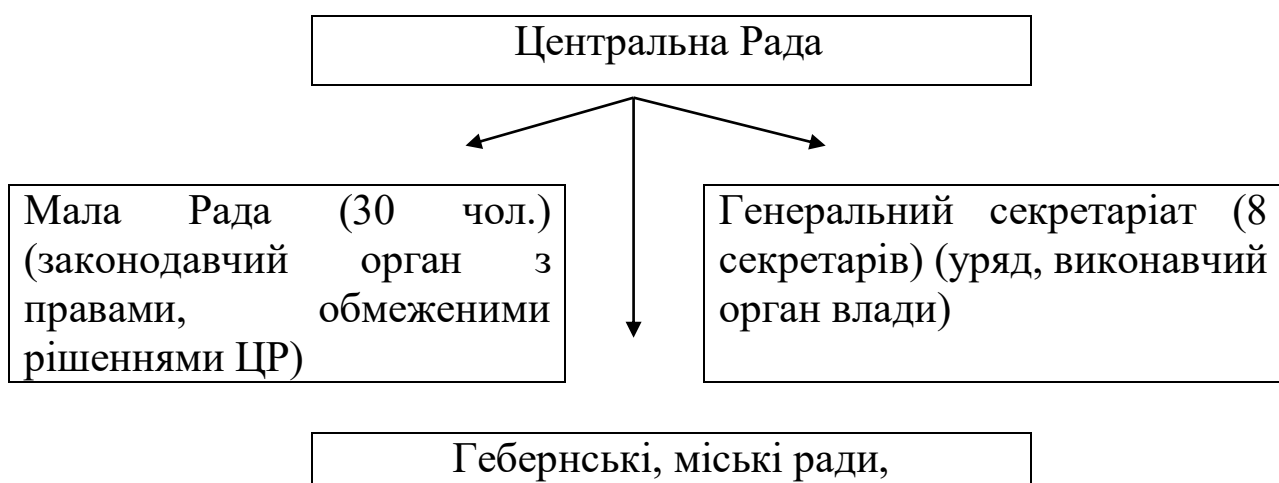 Центральна Рада
Мала Рада (30 чол.)
(законодавчий орган з
правами, обмеженими
рішеннями ЦР)
Генеральний секретаріат (8
секретарів) (уряд, виконавчий
орган влади)
Гебернські, міські ради,